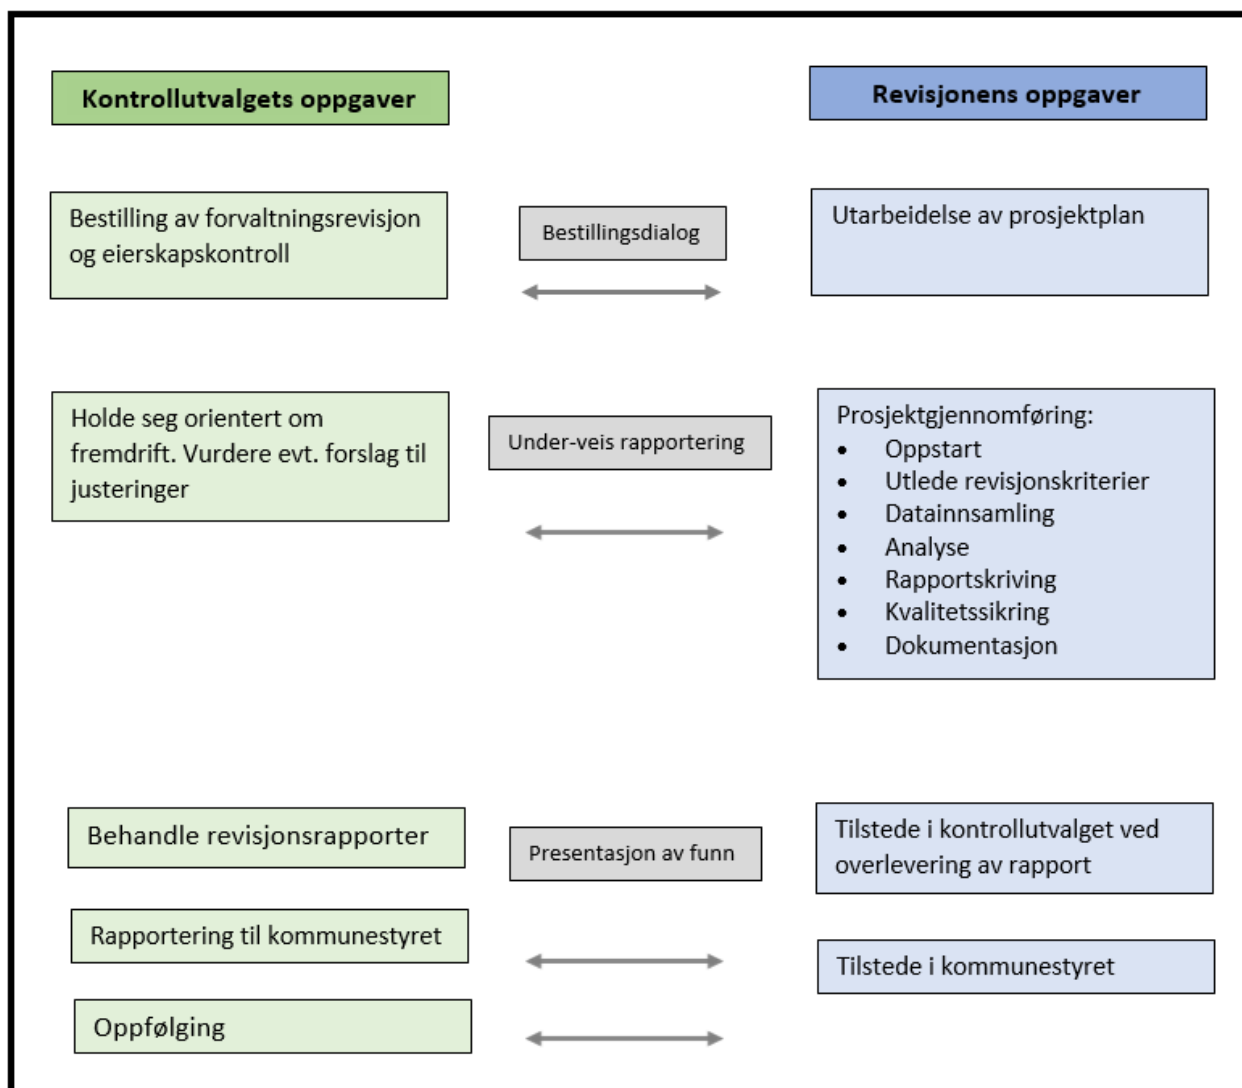 Kontrollutvalgets oppgaver
Revisjonens oppgaver
Bestilling av forvaltningsrevisjon
og eierskapskontroll
Bestillingsdialog
Utarbeidelse av prosjektplan
Holde seg orientert om
fremdrift. Vurdere evt. forslag til
justeringer
Under-veis rapportering
Prosjektgjennomføring:
• Oppstart
• Utlede revisjonskriterier
• Datainnsamling
• Analyse
• Rapportskriving
• Kvalitetssikring
• Dokumentasjon
Behandle revisjonsrapporter
Presentasjon av funn
Tilstede i kontrollutvalget ved
overlevering av rapport
Rapportering til kommunestyret
Tilstede i kommunestyret
Oppfølging